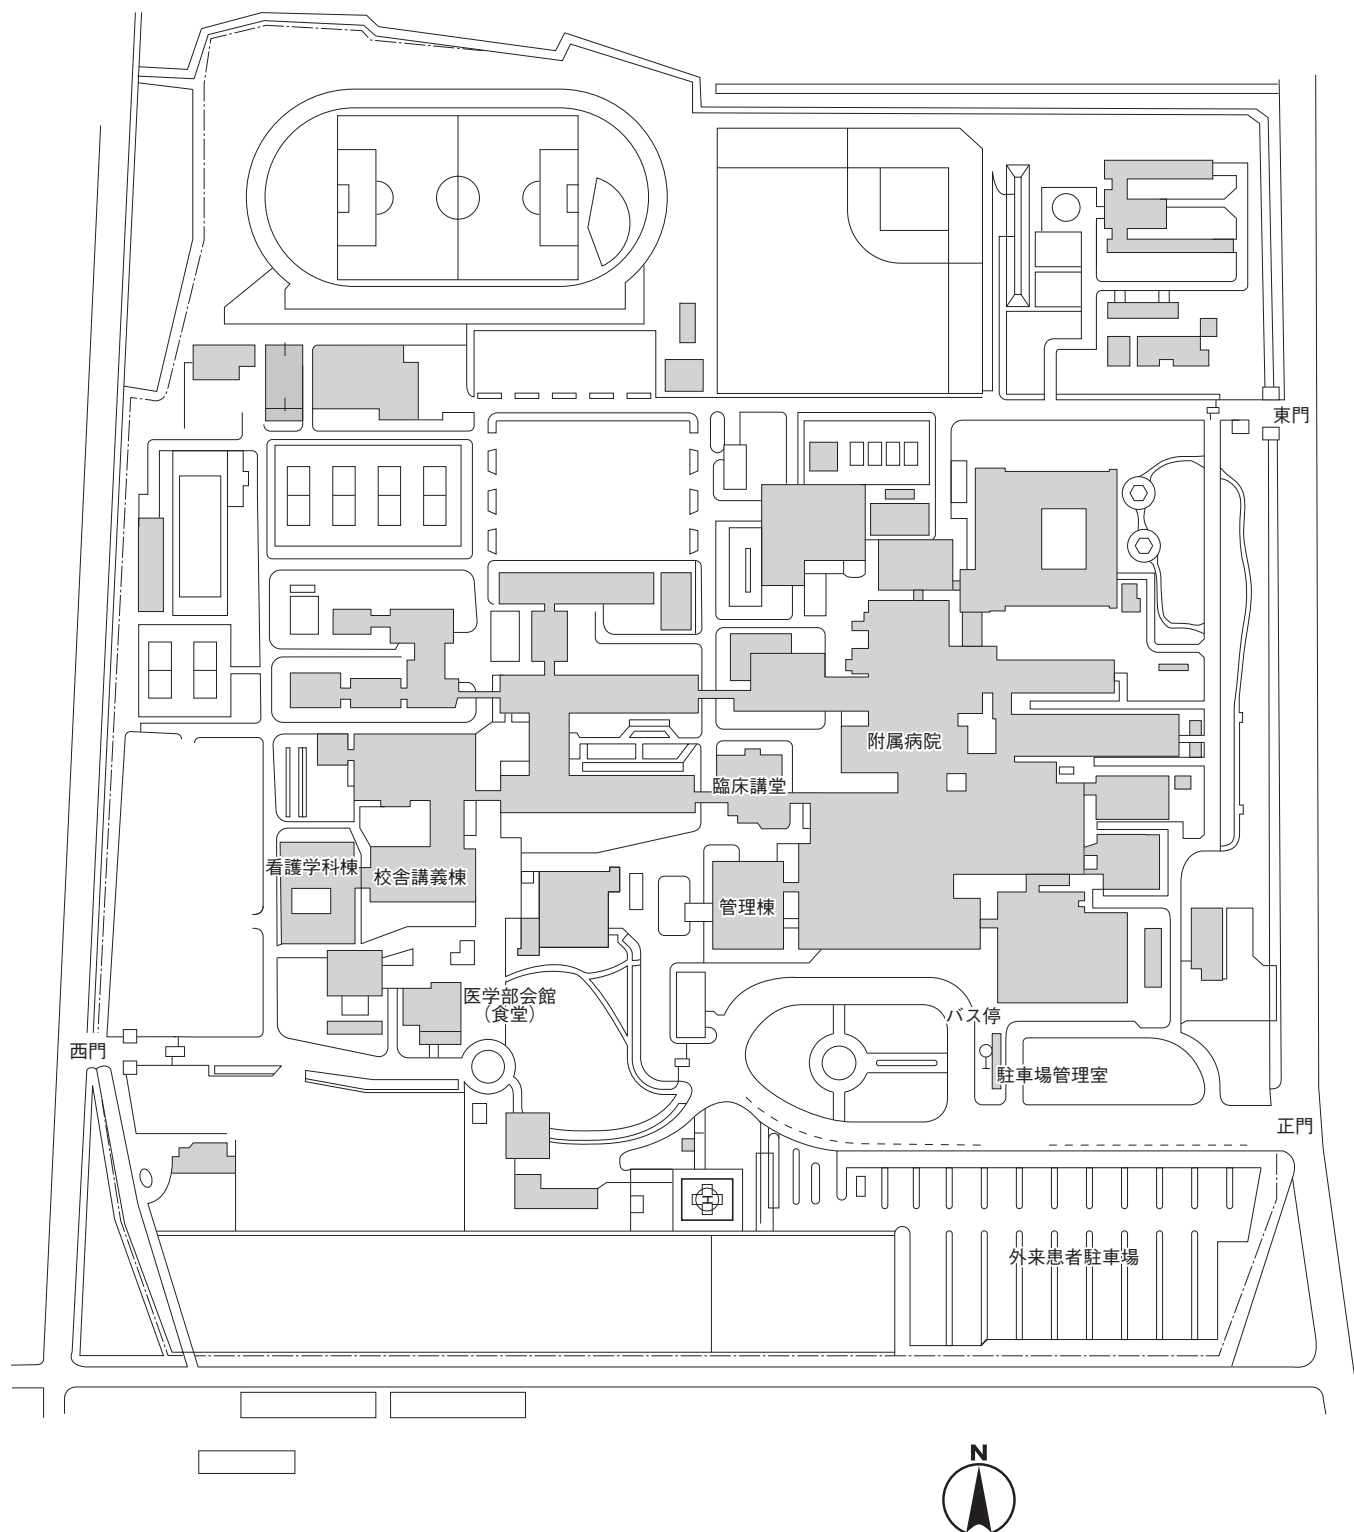 東門
附属病院
臨床講堂
看護学科棟
校舎講義棟
管理棟
医学部会館
（食堂）
バス停
西門
駐車場管理室
正門
H
外来患者駐車場
N